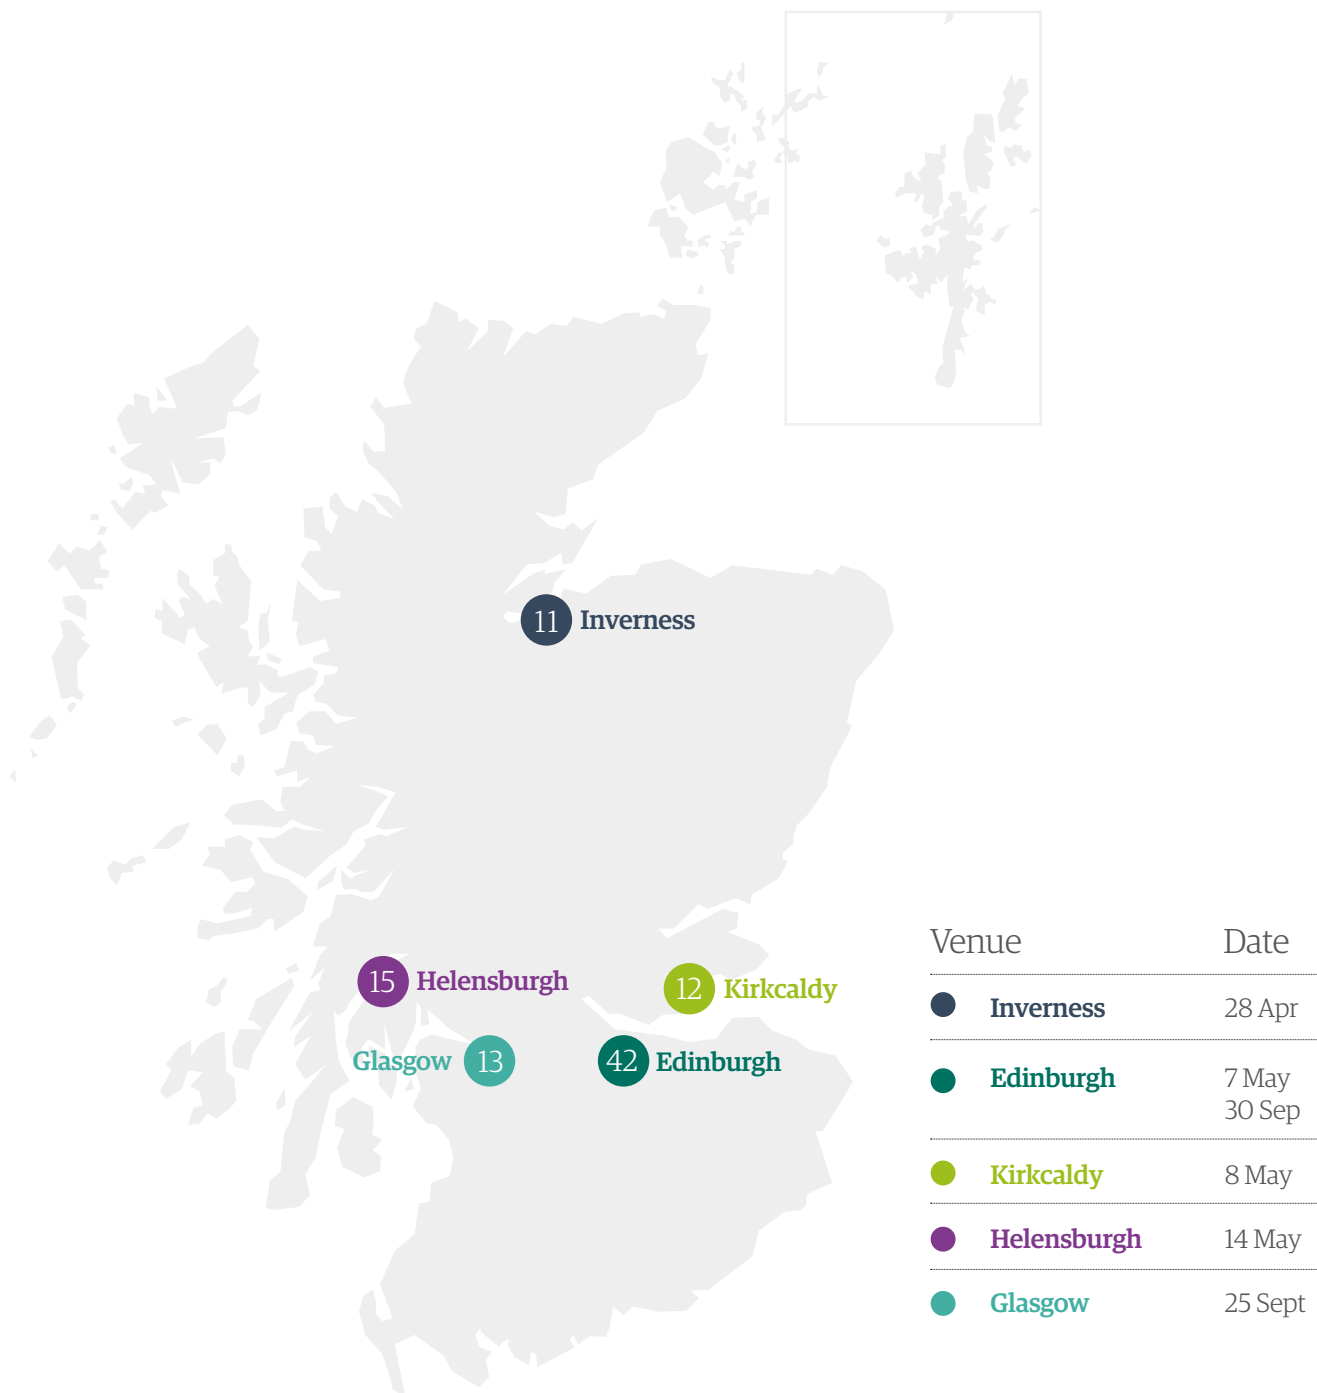 11 Inverness
15 Helensburgh
12 Kirkcaldy
Glasgow 13
42 Edinburgh
Venue Date
Inverness 28 Apr
Edinburgh 7 May
30 Sep
Kirkcaldy 8 May
Helensburgh 14 May
Glasgow 25 Sept